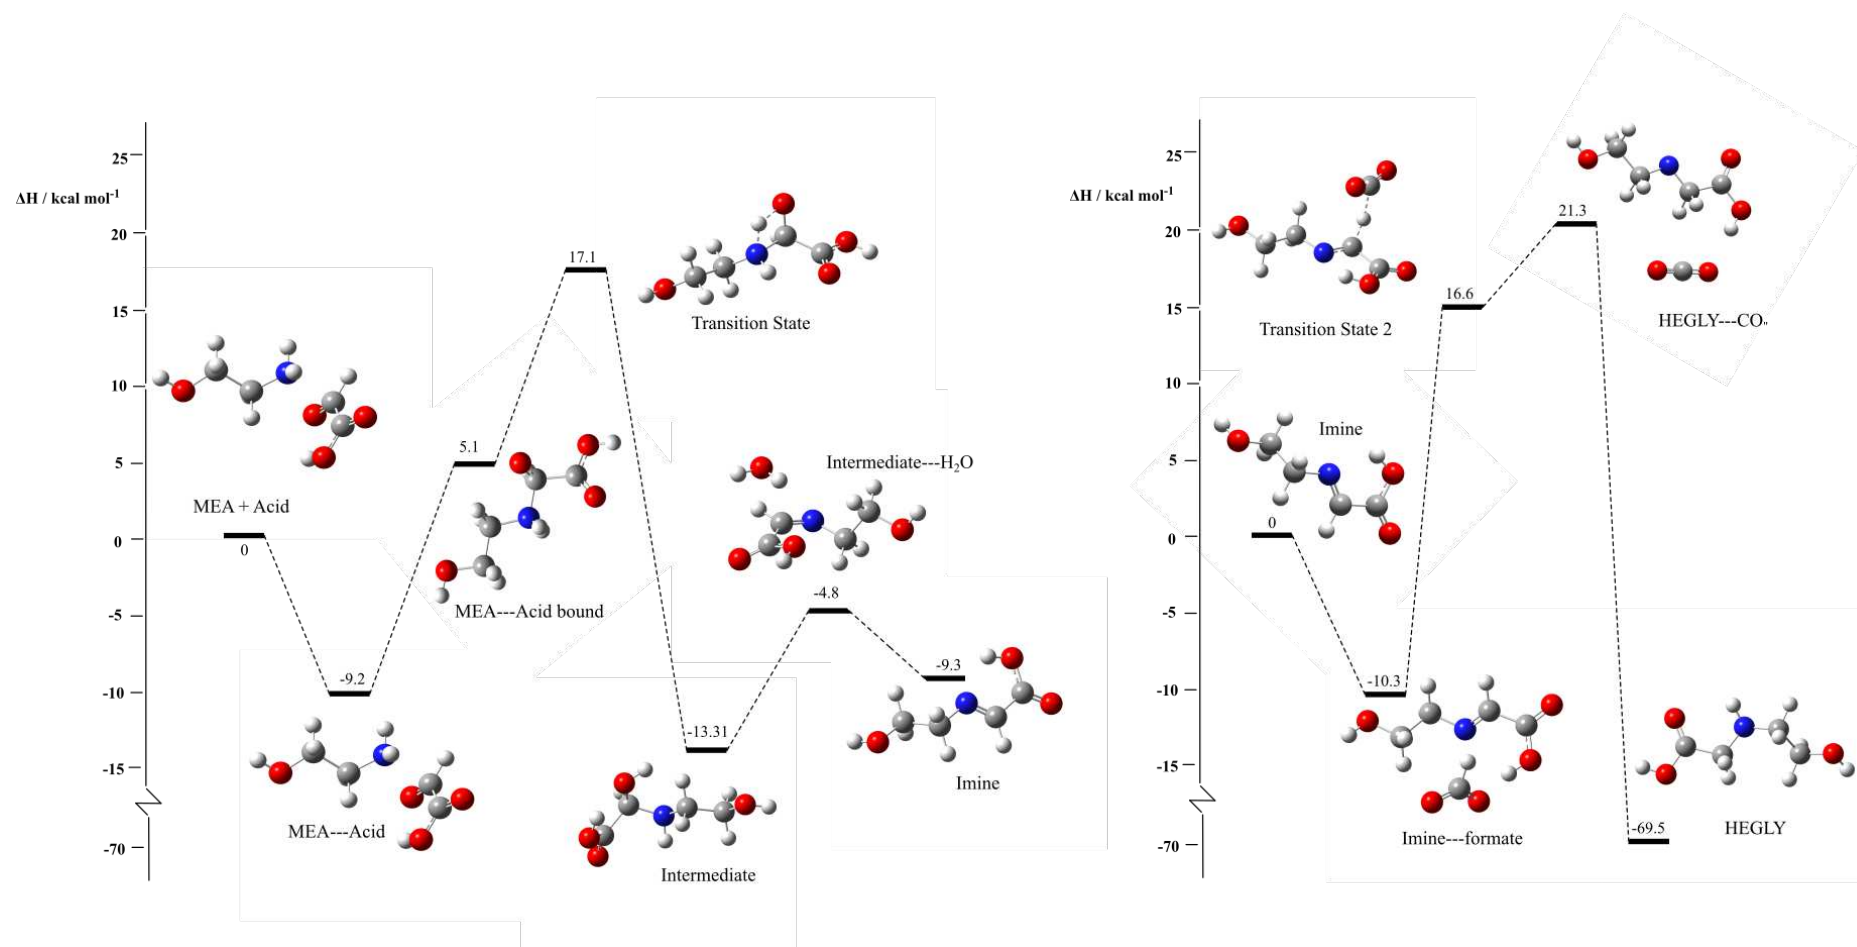 25
ΔH / kcal mol⁻¹
20
15
10
5
0
-5
-10
-15
-70
MEA + Acid
0
-9.2
MEA---Acid
5.1
MEA---Acid bound
17.1
Transition State
-13.31
Intermediate
Intermediate---H₂O
-4.8
-9.3
Imine
25
ΔH / kcal mol⁻¹
20
15
10
5
0
-5
-10
-15
-70
Imine
0
-10.3
Imine---formate
Transition State 2
16.6
21.3
HEGLY---CO
-69.5
HEGLY